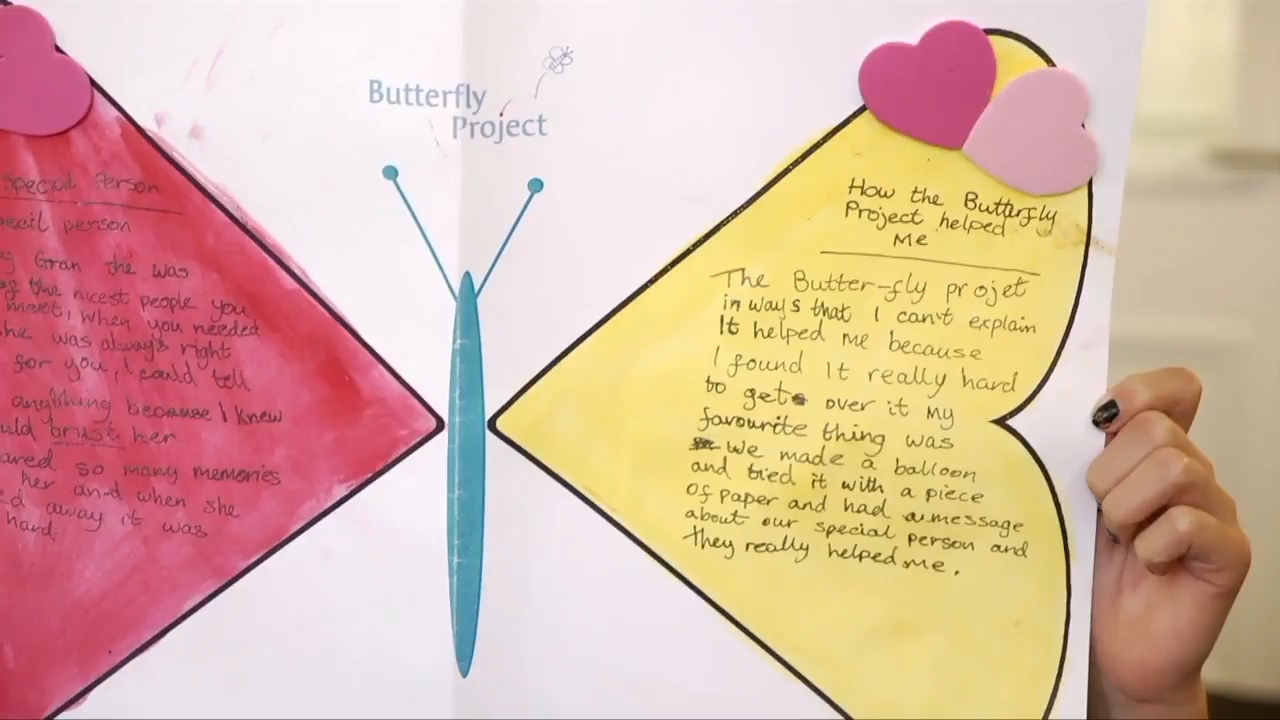 Butterfly
Project
Special Person
person
Gran she was
the nicest people you
meet, when you needed
she was always right
for you, I could tell
anything because I knew
trust her.
so many memories
her an-d when she
away it was
hard.
How the Butterfly
Project helped
Me
The Butter-fly projet
in ways that I can't explain
It helped me because
I found It really hard
to get over it My
favourite thing was
We made a balloon
and tied it with a piece
of paper and had a message
about our special person and
they really helped me.